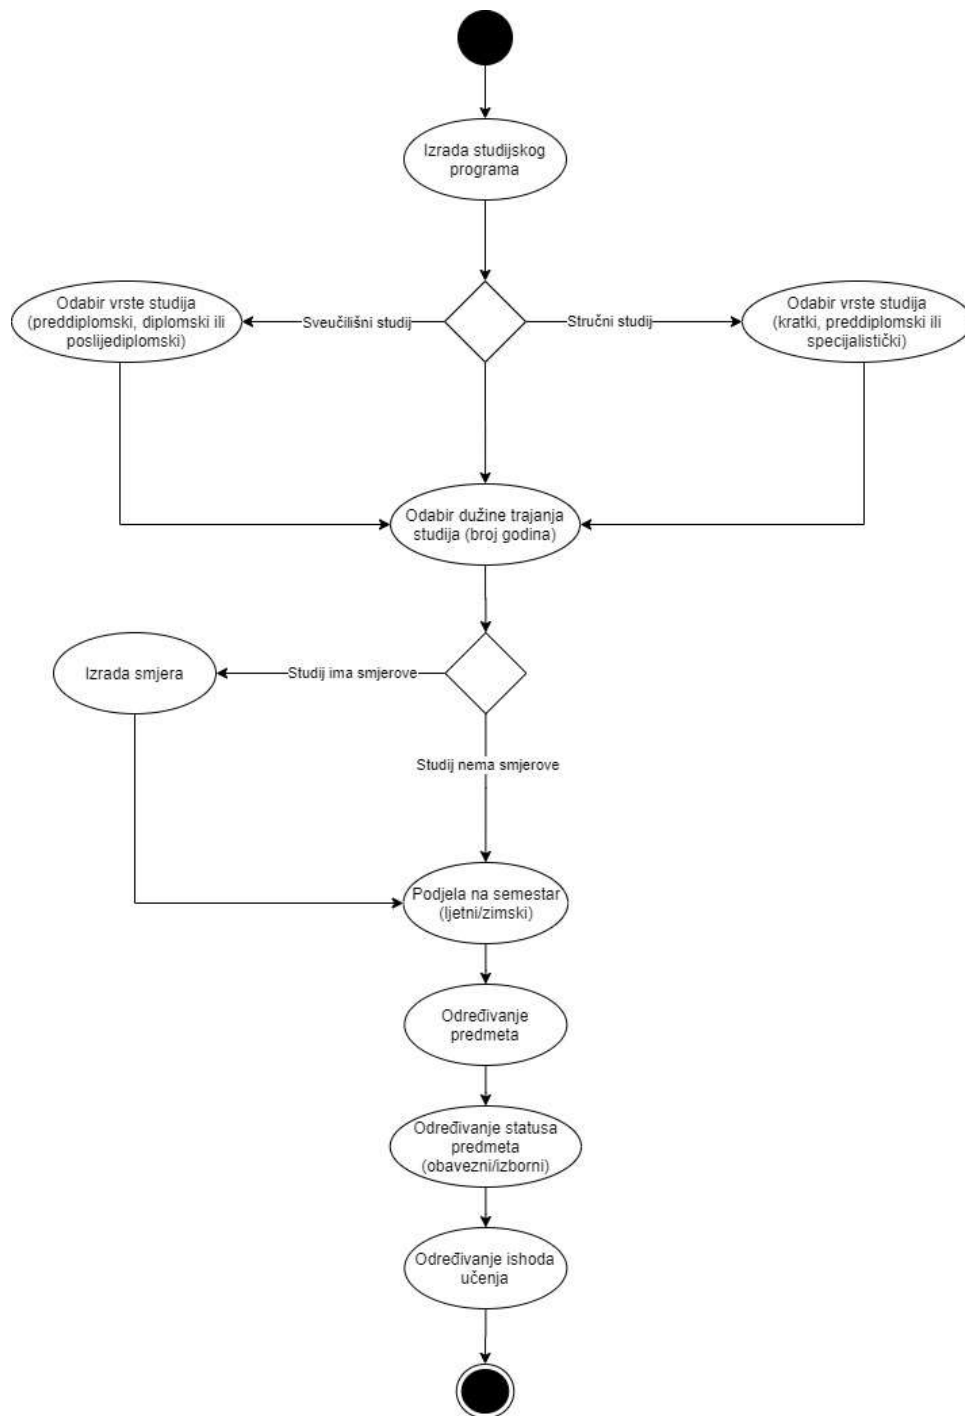 Izrada studijskog
programa
Odabir vrste studija
(preddiplomski, diplomski ili
poslijediplomski)
Sveučilišni studij
Stručni studij
Odabir vrste studija
(kratki, preddiplomski ili
specijalistički)
Odabir dužine trajanja
studija (broj godina)
Izrada smjera
Studij ima smjerove
Studij nema smjerove
Podjela na semestar
(ljetni/zimski)
Određivanje
predmeta
Određivanje statusa
predmeta
(obavezni/izborni)
Određivanje ishoda
učenja